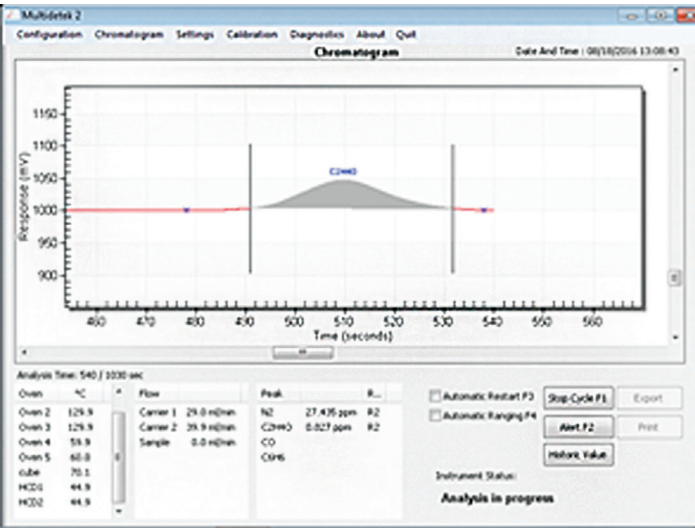 Multidetek 2
Configuration Chromatogram Settings Calibration Diagnostics About Quit
Chromatogram
Date And Time : 08/18/2016 13:08:43
1150
1100
1050
1000
950
900
Response (mV)
C2H4O
460 470 480 490 500 510 520 530 540 550 560
Time (seconds)
Analysis Time: 540 / 1030 sec
Oven °C
Oven 2 129.9
Oven 3 129.9
Oven 4 59.9
Oven 5 60.0
cube 70.1
HCD1 44.9
HCD2 44.9
Flow
Carrier 1 29.0 ml/min
Carrier 2 39.9 ml/min
Sample 0.0 ml/min
Peak R...
N2 27.435 ppm R2
C2H4O 0.027 ppm R2
CO
C6H6
Automatic Restart F3
Automatic Ranging F4
Stop Cycle F1
Export
Alert F2
Print
Historic Value
Instrument Status:
Analysis in progress